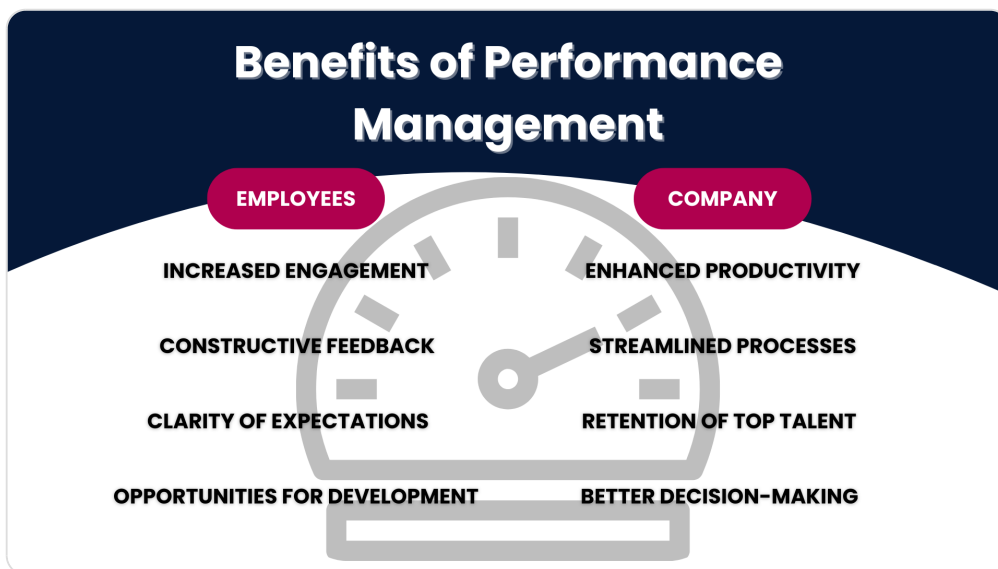 Benefits of Performance
Management
EMPLOYEES
COMPANY
INCREASED ENGAGEMENT
ENHANCED PRODUCTIVITY
CONSTRUCTIVE FEEDBACK
STREAMLINED PROCESSES
CLARITY OF EXPECTATIONS
RETENTION OF TOP TALENT
OPPORTUNITIES FOR DEVELOPMENT
BETTER DECISION-MAKING